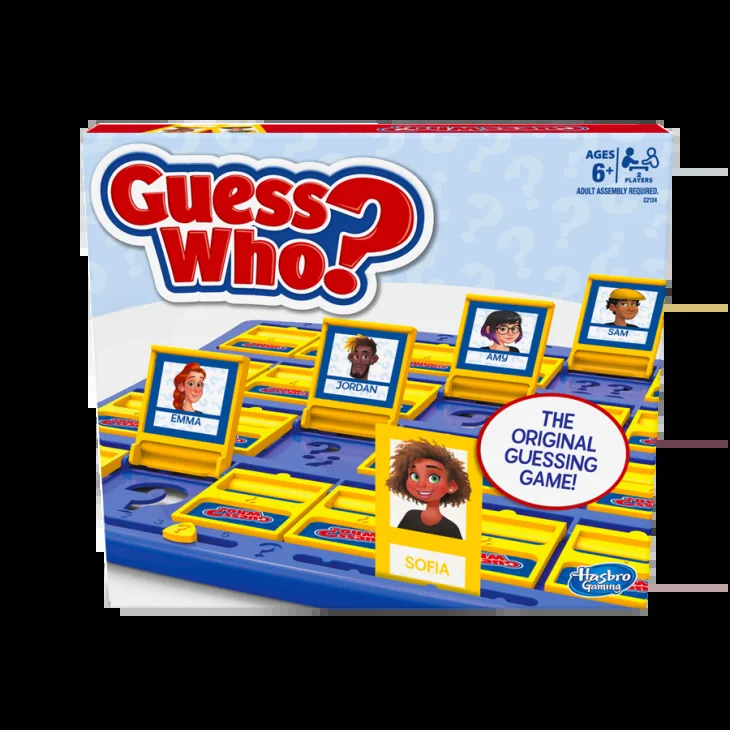 GUESS
WHO?
AGES
6+
2
PLAYERS
ADULT ASSEMBLY REQUIRED.
C2124
SAM
AMY
JORDAN
EMMA
THE
ORIGINAL
GUESSING
GAME!
SOFIA
Hasbro
Gaming